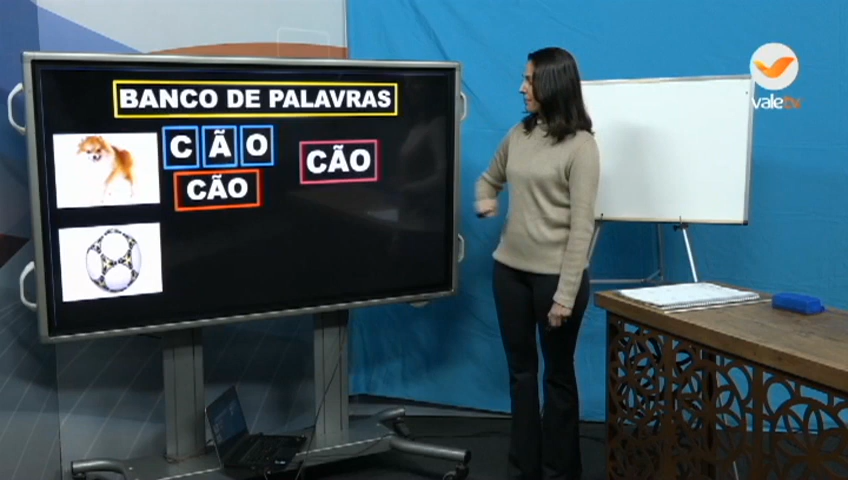 BANCO DE PALAVRAS
C Ã O
CÃO
CÃO
valetv